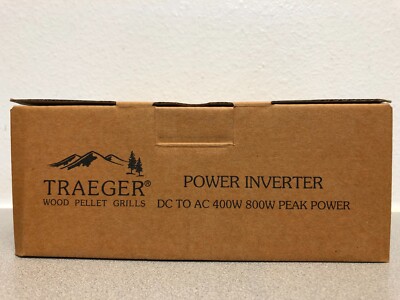 TRAEGER®
WOOD PELLET GRILLS
POWER INVERTER
DC TO AC 400W 800W PEAK POWER